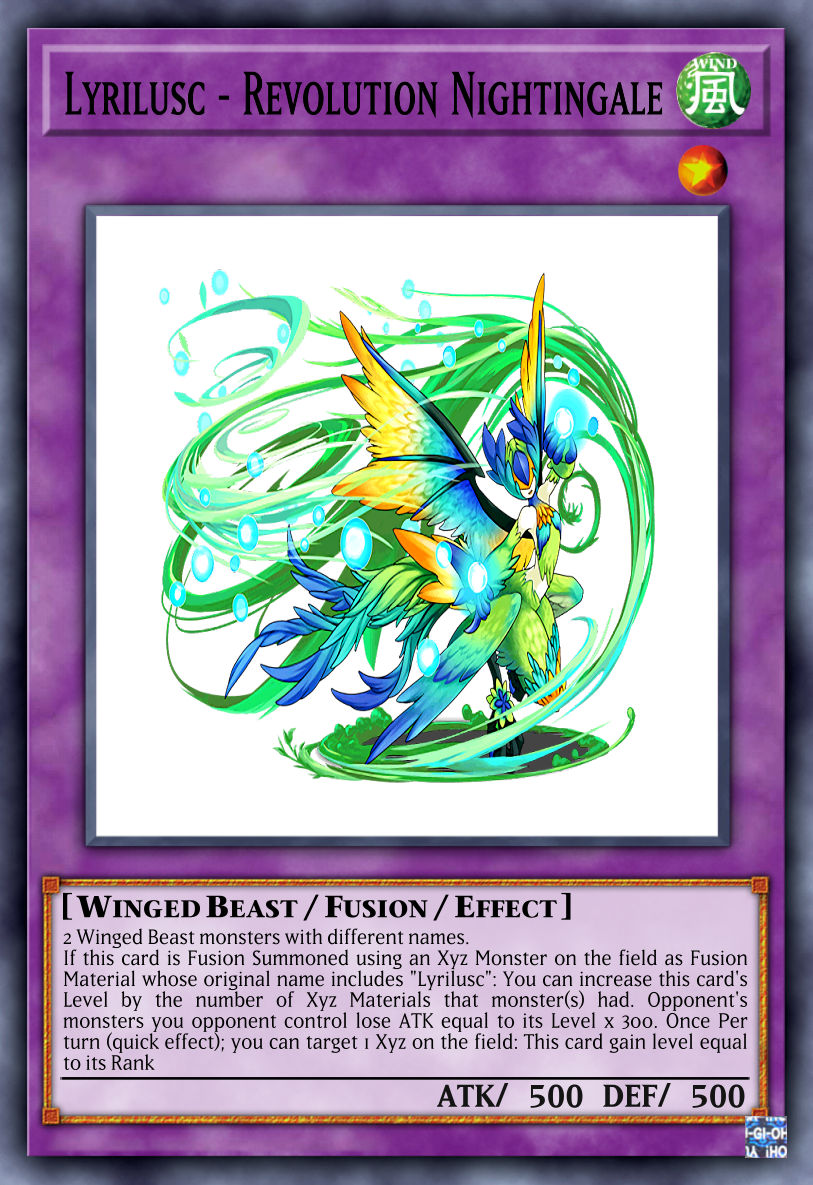 Lyrilusc - Revolution Nightingale
WIND
風
[ Winged Beast / Fusion / Effect ]
2 Winged Beast monsters with different names.
If this card is Fusion Summoned using an Xyz Monster on the field as Fusion
Material whose original name includes "Lyrilusc": You can increase this card's
Level by the number of Xyz Materials that monster(s) had. Opponent's
monsters you opponent control lose ATK equal to its Level x 300. Once Per
turn (quick effect); you can target 1 Xyz on the field: This card gain level equal
to its Rank
ATK/ 500 DEF/ 500
I-GI-OH